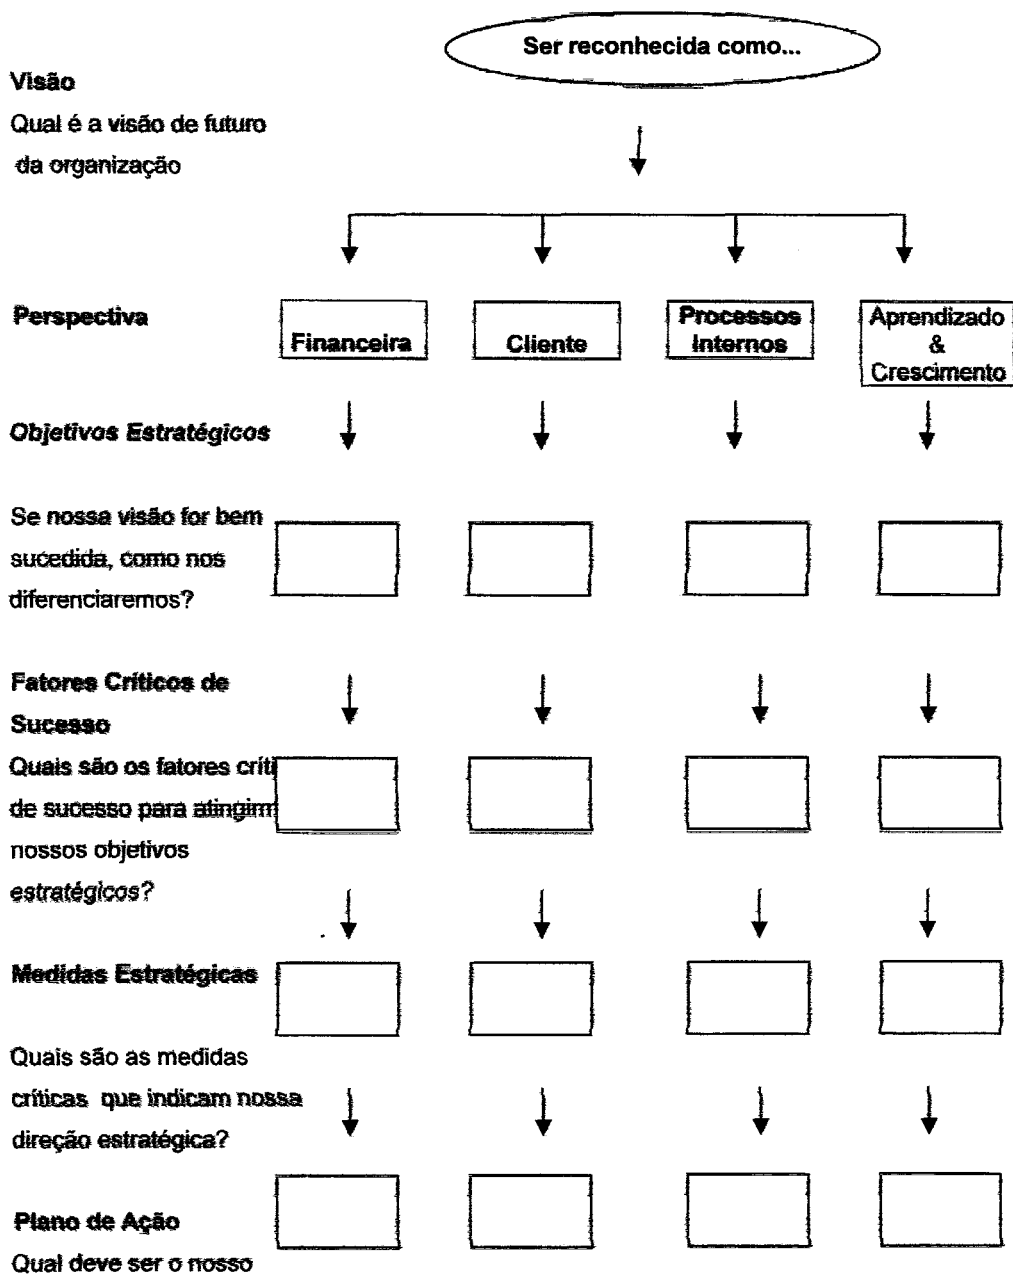 Ser reconhecida como...
Visão
Qual é a visão de futuro
da organização
Perspectiva
Financeira
Cliente
Processos
Internos
Aprendizado
&
Crescimento
Objetivos Estratégicos
Se nossa visão for bem
sucedida, como nos
diferenciaremos?
Fatores Críticos de
Sucesso
Quais são os fatores críti
de sucesso para atingirm
nossos objetivos
estratégicos?
Medidas Estratégicas
Quais são as medidas
críticas que indicam nossa
direção estratégica?
Plano de Ação
Qual deve ser o nosso